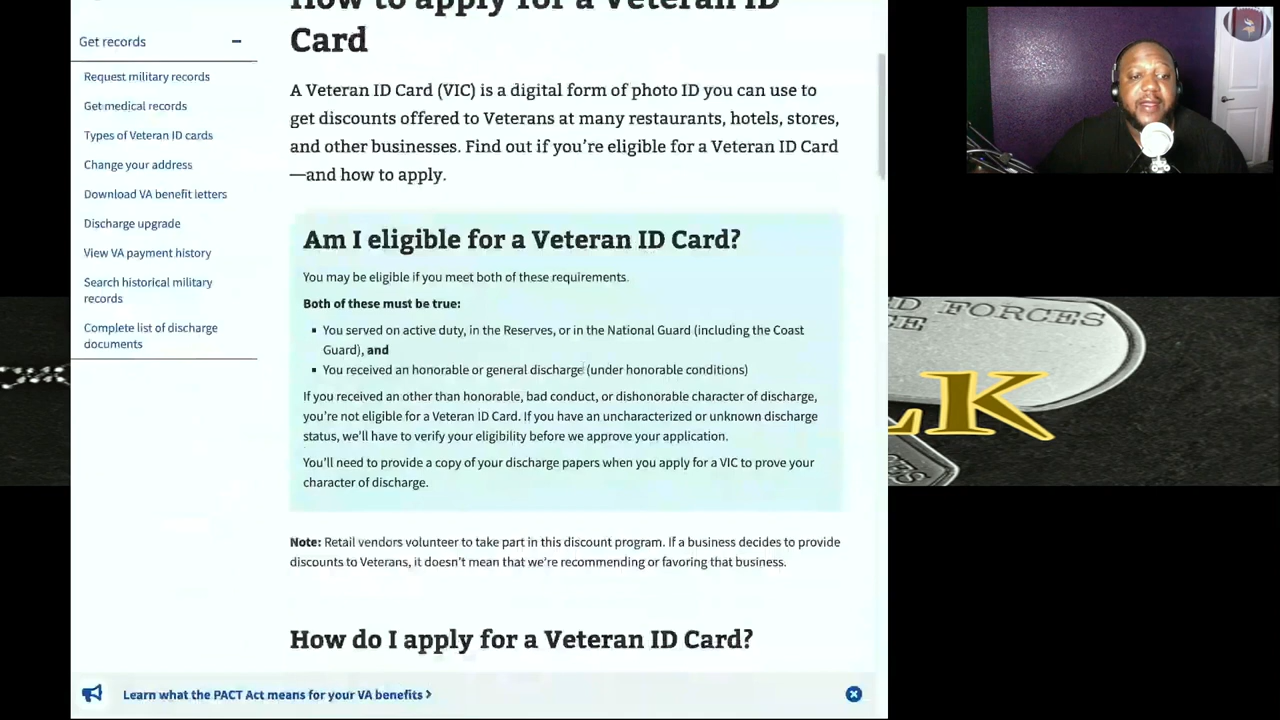 How to apply for a Veteran ID
Card
Get records
Request military records
Get medical records
Types of Veteran ID cards
Change your address
Download VA benefit letters
Discharge upgrade
View VA payment history
Search historical military
records
Complete list of discharge
documents
A Veteran ID Card (VIC) is a digital form of photo ID you can use to
get discounts offered to Veterans at many restaurants, hotels, stores,
and other businesses. Find out if you’re eligible for a Veteran ID Card
—and how to apply.
Am I eligible for a Veteran ID Card?
You may be eligible if you meet both of these requirements.
Both of these must be true:
You served on active duty, in the Reserves, or in the National Guard (including the Coast
Guard), and
You received an honorable or general discharge (under honorable conditions)
If you received an other than honorable, bad conduct, or dishonorable character of discharge,
you’re not eligible for a Veteran ID Card. If you have an uncharacterized or unknown discharge
status, we’ll have to verify your eligibility before we approve your application.
You’ll need to provide a copy of your discharge papers when you apply for a VIC to prove your
character of discharge.
Note: Retail vendors volunteer to take part in this discount program. If a business decides to provide
discounts to Veterans, it doesn’t mean that we’re recommending or favoring that business.
How do I apply for a Veteran ID Card?
Learn what the PACT Act means for your VA benefits
FORCES
LK